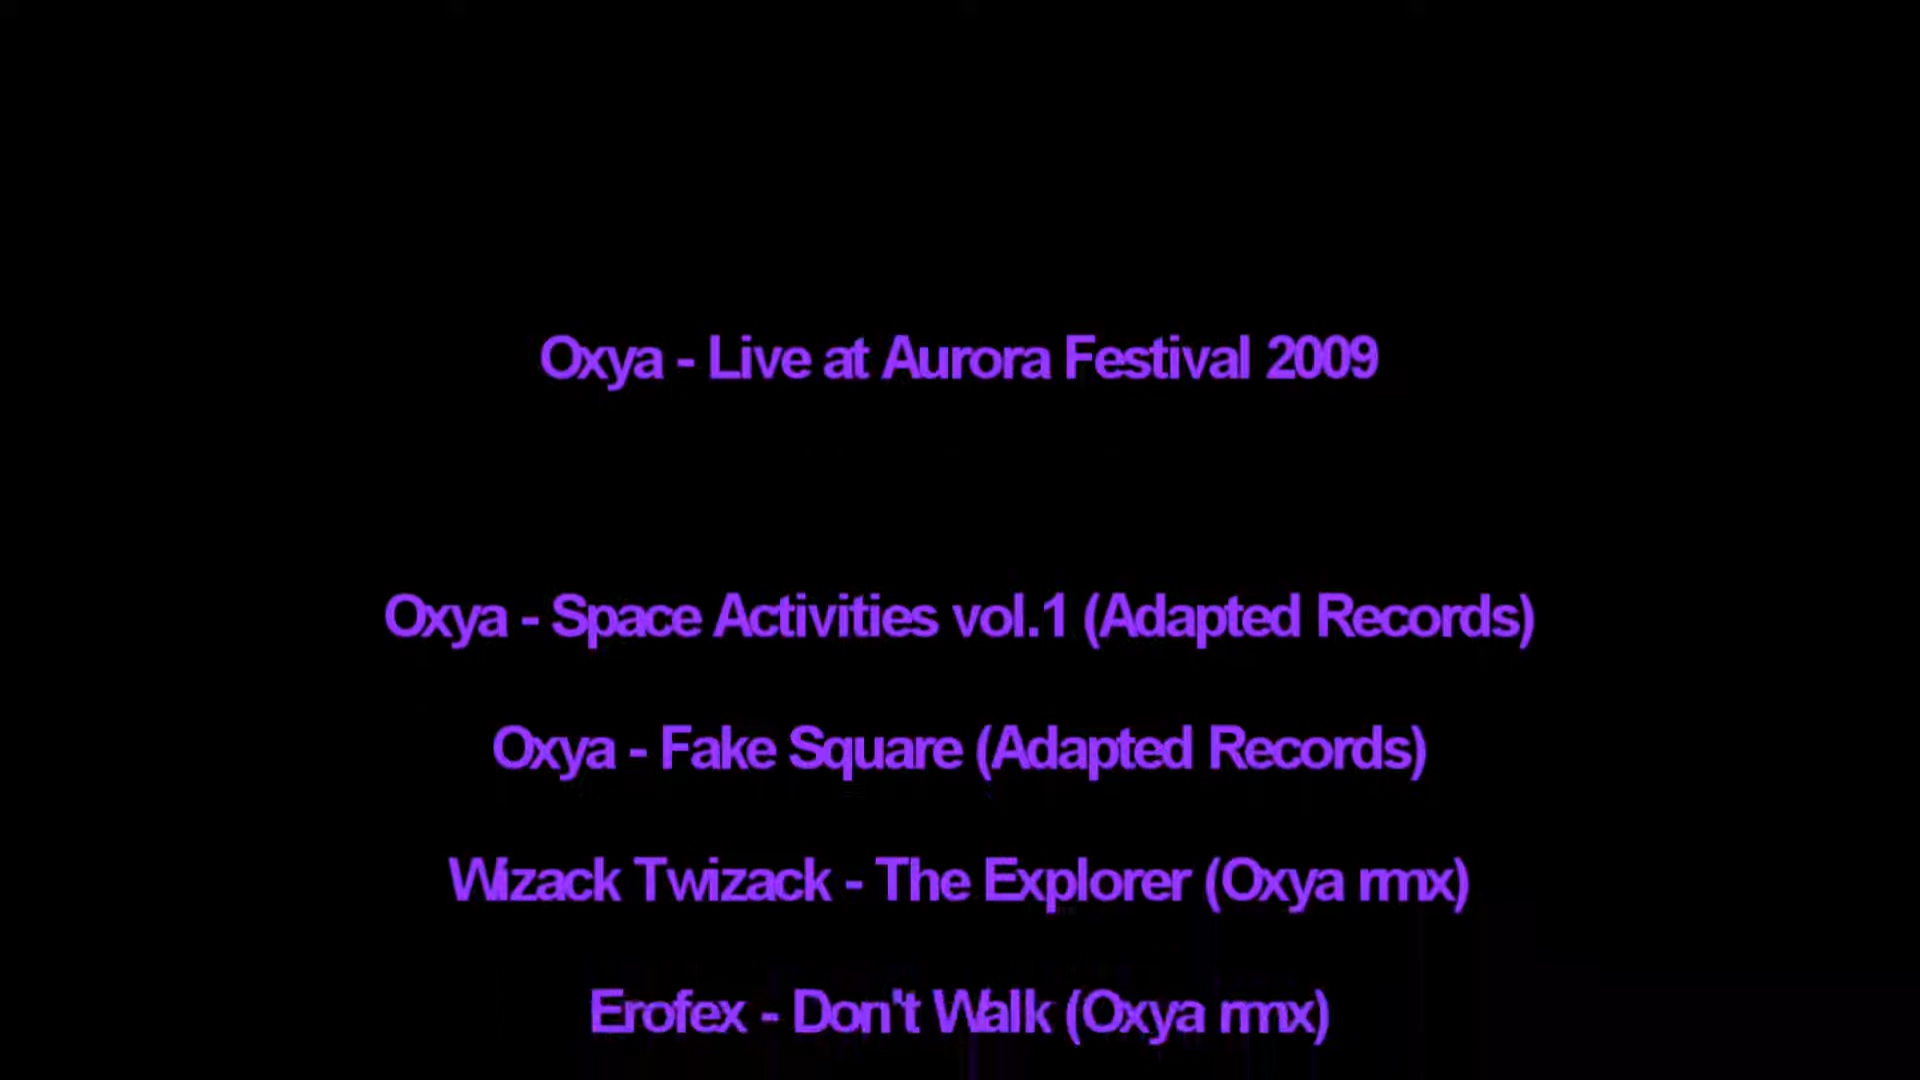 Oxya - Live at Aurora Festival 2009
Oxya - Space Activities vol.1 (Adapted Records)
Oxya - Fake Square (Adapted Records)
Wizack Twizack - The Explorer (Oxya rmx)
Erofex - Don't Walk (Oxya rmx)